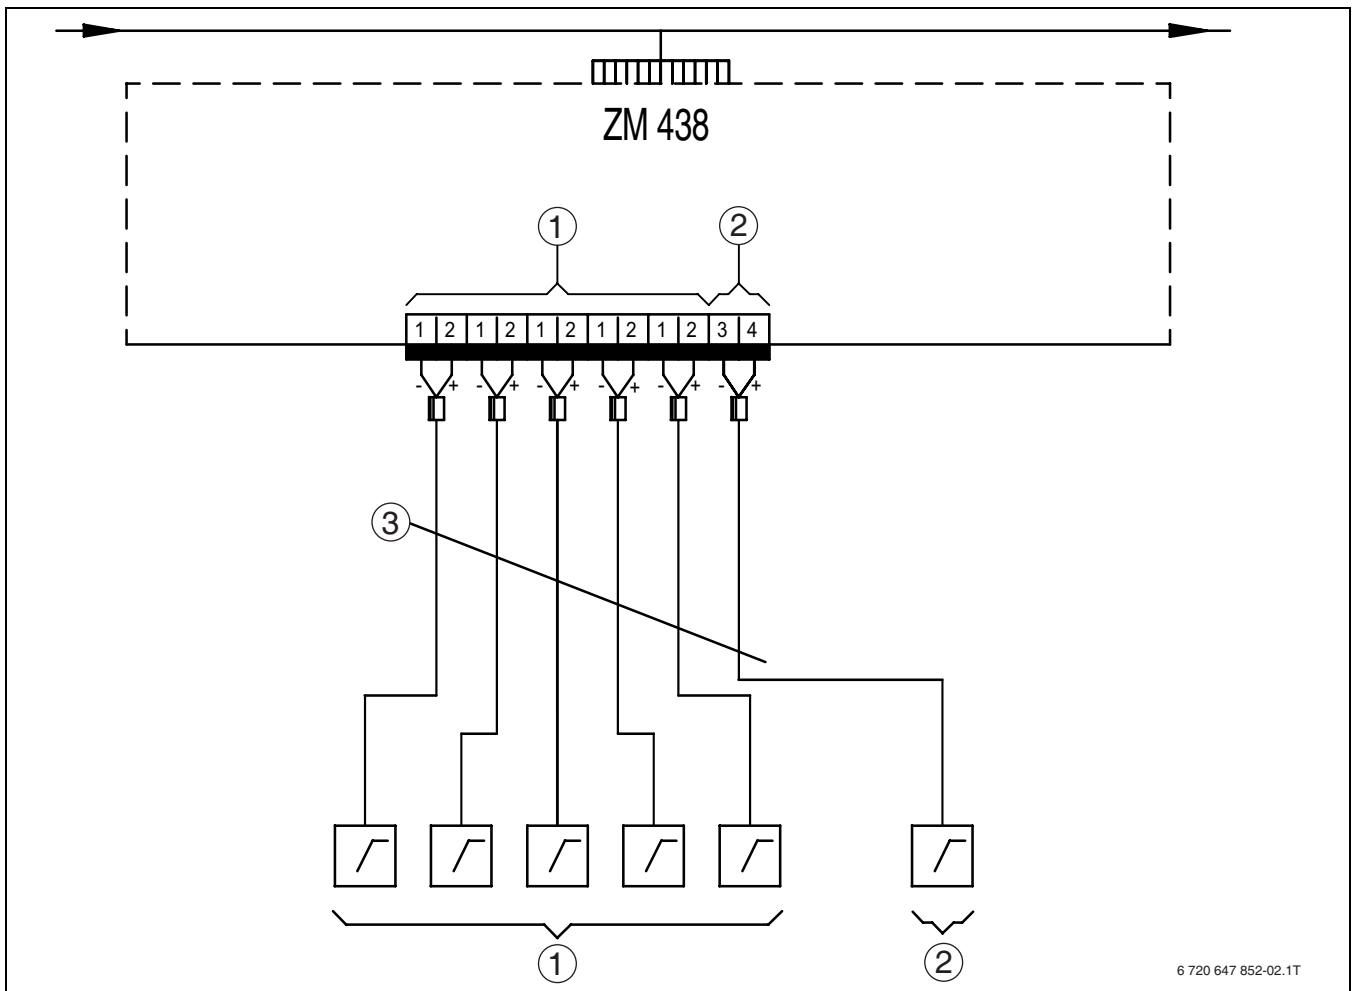 ZM 438
1 2
1 2 1 2 1 2 1 2 1 2 3 4
- + - + - + - + - + - +
3
1 2
6 720 647 852-02.1T